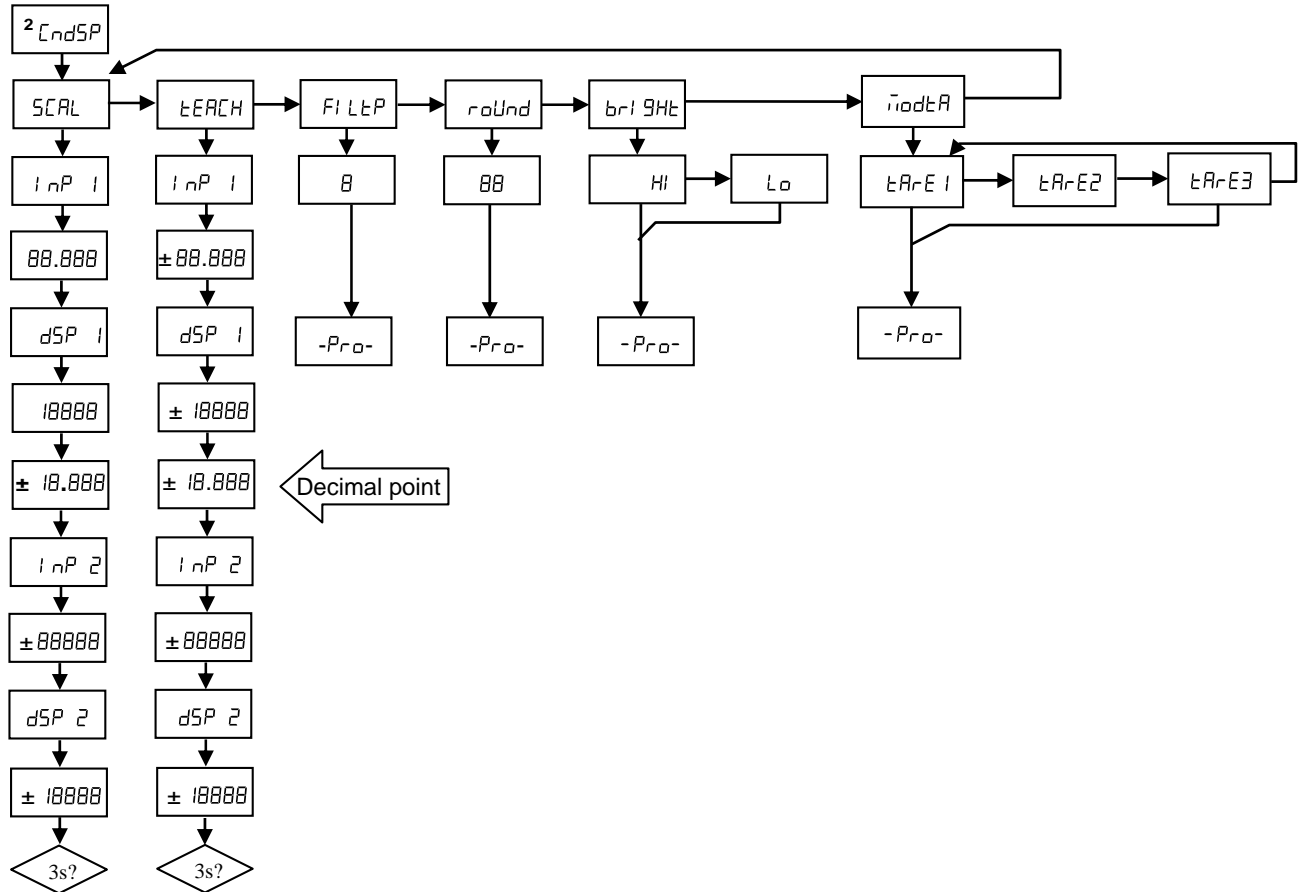 2 CndSP
SCAL tEACH FILtP roUnd brIGHt ModtA
InP 1 InP 1 8 88 HI Lo tArE1 tArE2 tArE3
88.888 ±88.888
dSP 1 dSP 1 -Pro- -Pro- -Pro- -Pro-
18888 ± 18888
± 18.888 ± 18.888 Decimal point
InP 2 InP 2
±88888 ±88888
dSP 2 dSP 2
± 18888 ± 18888
3s? 3s?